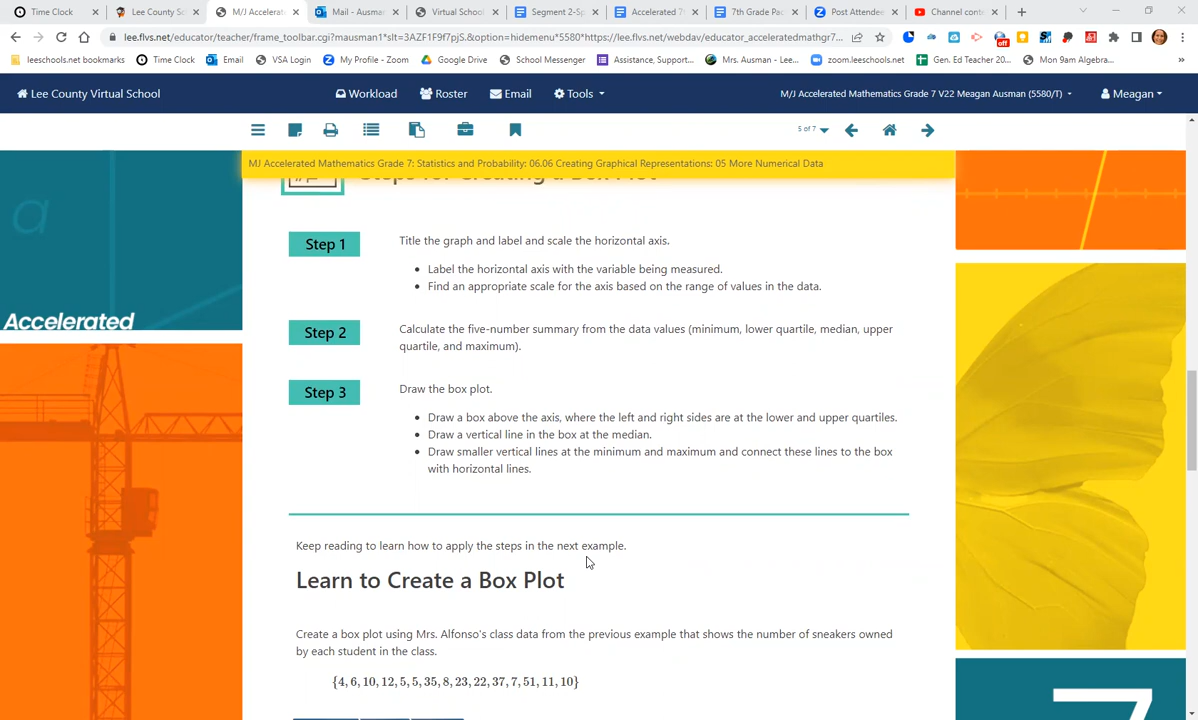 Time Clock
Lee County Sc
M/J Accelerat
Mail - Ausman
Virtual Schoo
Segment 2-Sp
Accelerated 7
7th Grade Pac
Post Attendee
Channel conte
lee.flvs.net/educator/teacher/frame_toolbar.cgi?mausman1*slt=3AZF1F9f7pjS.&option=hidemenu*5580*https://lee.flvs.net/webdav/educator_acceleratedmathgr7...
off
leeschools.net bookmarks
Time Clock
Email
VSA Login
My Profile - Zoom
Google Drive
School Messenger
Assistance, Support...
Mrs. Ausman - Lee...
zoom.leeschools.net
Gen. Ed Teacher 20...
Mon 9am Algebra...
»
Lee County Virtual School
Workload
Roster
Email
Tools
M/J Accelerated Mathematics Grade 7 V22 Meagan Ausman (5580/T)
Meagan
5 of 7
MJ Accelerated Mathematics Grade 7: Statistics and Probability: 06.06 Creating Graphical Representations: 05 More Numerical Data
Steps for Creating a Box Plot
Step 1
Title the graph and label and scale the horizontal axis.
• Label the horizontal axis with the variable being measured.
• Find an appropriate scale for the axis based on the range of values in the data.
Step 2
Calculate the five-number summary from the data values (minimum, lower quartile, median, upper
quartile, and maximum).
Step 3
Draw the box plot.
• Draw a box above the axis, where the left and right sides are at the lower and upper quartiles.
• Draw a vertical line in the box at the median.
• Draw smaller vertical lines at the minimum and maximum and connect these lines to the box
with horizontal lines.
Keep reading to learn how to apply the steps in the next example.
Learn to Create a Box Plot
Create a box plot using Mrs. Alfonso's class data from the previous example that shows the number of sneakers owned
by each student in the class.
{4, 6, 10, 12, 5, 5, 35, 8, 23, 22, 37, 7, 51, 11, 10}
a
Accelerated
7